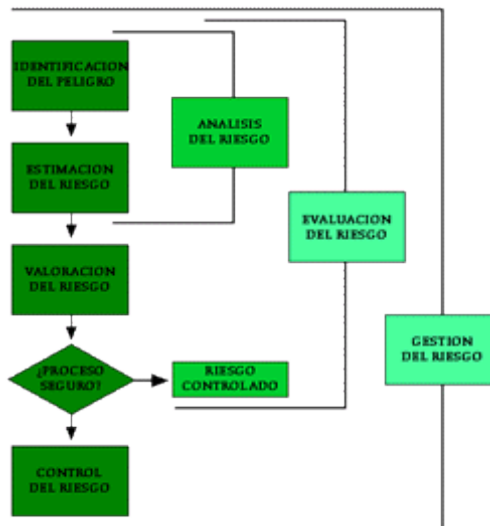 IDENTIFICACION
DEL PELIGRO
ANALISIS
DEL RIESGO
ESTIMACION
DEL RIESGO
EVALUACION
DEL RIESGO
VALORACION
DEL RIESGO
GESTION
DEL RIESGO
¿PROCESO
SEGURO?
RIESGO
CONTROLADO
CONTROL
DEL RIESGO